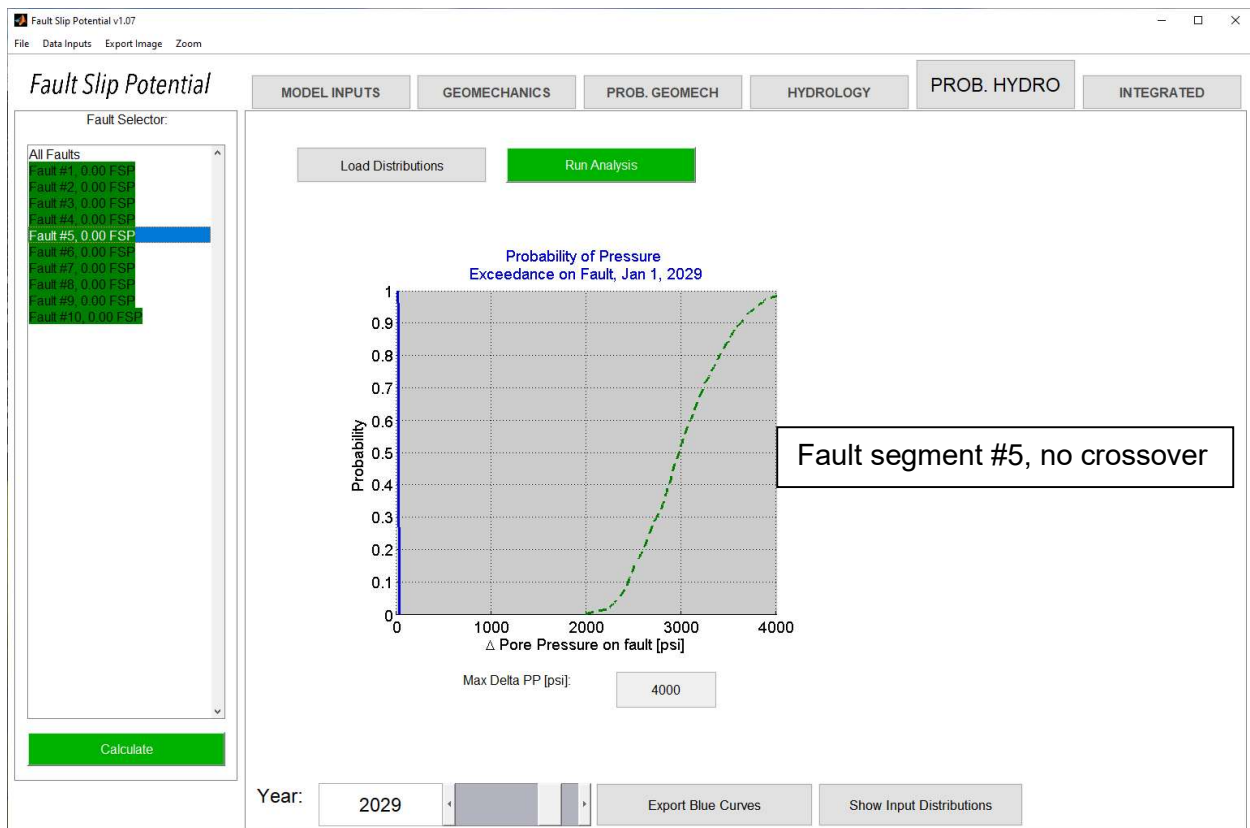 Fault Slip Potential v1.07
File Data Inputs Export Image Zoom
Fault Slip Potential
MODEL INPUTS GEOMECHANICS PROB. GEOMECH HYDROLOGY PROB. HYDRO INTEGRATED
Fault Selector:
All Faults
Fault #1, 0.00 FSP
Fault #2, 0.00 FSP
Fault #3, 0.00 FSP
Fault #4, 0.00 FSP
Fault #5, 0.00 FSP
Fault #6, 0.00 FSP
Fault #7, 0.00 FSP
Fault #8, 0.00 FSP
Fault #9, 0.00 FSP
Fault #10, 0.00 FSP
Calculate
Load Distributions Run Analysis
Probability of Pressure
Exceedance on Fault, Jan 1, 2029
1
0.9
0.8
0.7
0.6
0.5
0.4
0.3
0.2
0.1
0
Probability
0 1000 2000 3000 4000
Δ Pore Pressure on fault [psi]
Fault segment #5, no crossover
Max Delta PP [psi]: 4000
Year: 2029 Export Blue Curves Show Input Distributions